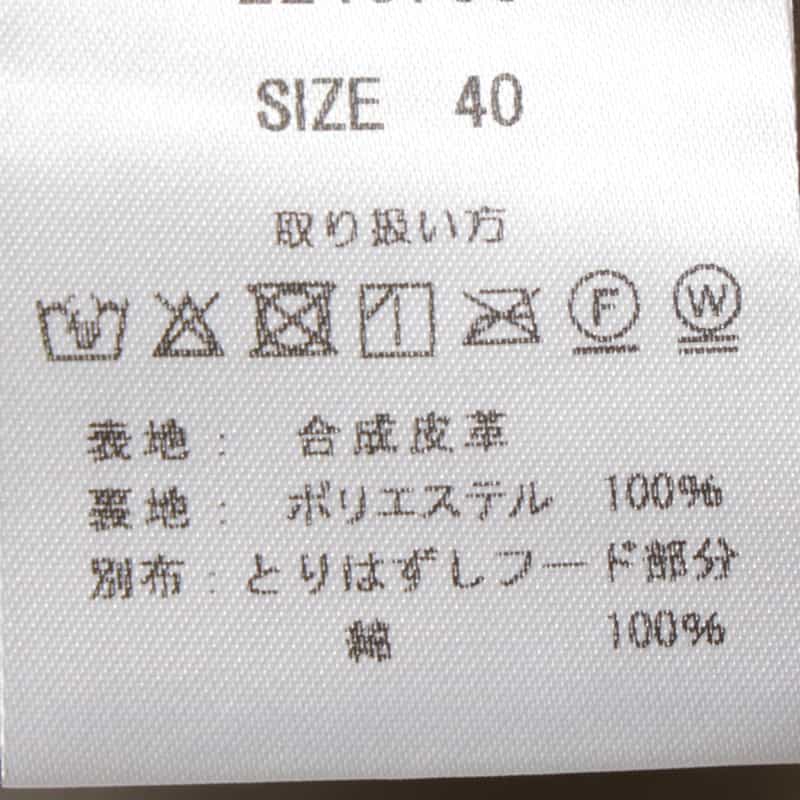 SIZE 40
取り扱い方
F W
表地: 合成皮革
裏地: ポリエステル 100%
別布: とりはずしフード部分
綿 100%